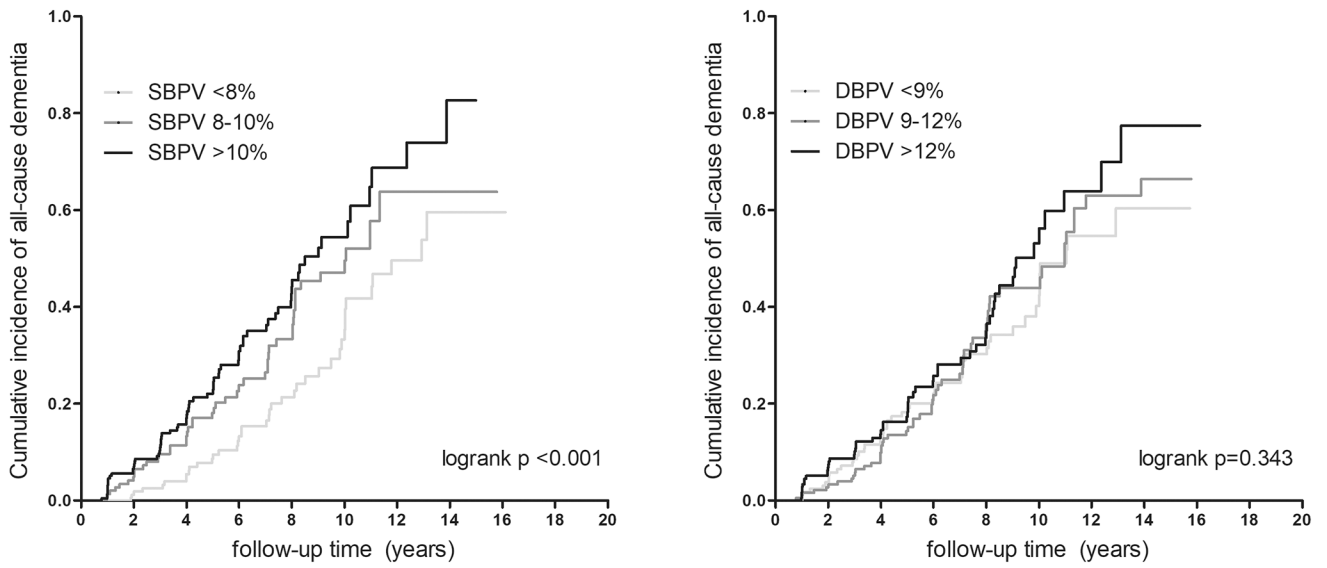 Cumulative incidence of all-cause dementia
1.0
0.8
0.6
0.4
0.2
0.0
SBPV <8%
SBPV 8-10%
SBPV >10%
logrank p <0.001
0 2 4 6 8 10 12 14 16 20
follow-up time (years)
Cumulative incidence of all-cause dementia
1.0
0.8
0.6
0.4
0.2
0.0
DBPV <9%
DBPV 9-12%
DBPV >12%
logrank p=0.343
0 2 4 6 8 10 12 14 16 18 20
follow-up time (years)